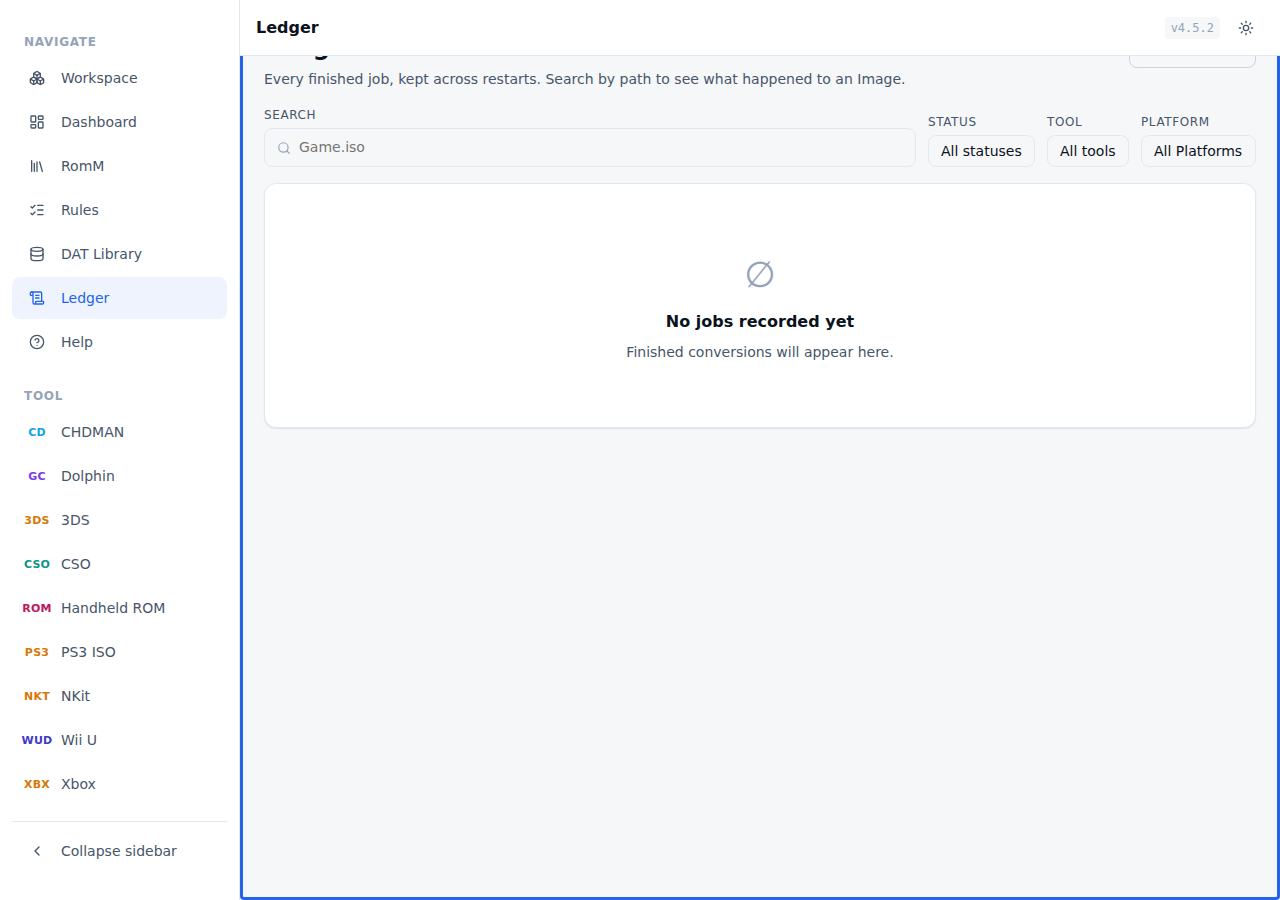 NAVIGATE
Workspace
Dashboard
RomM
Rules
DAT Library
Ledger
Help
TOOL
CD CHDMAN
GC Dolphin
3DS 3DS
CSO CSO
ROM Handheld ROM
PS3 PS3 ISO
NKT NKit
WUD Wii U
XBX Xbox
Collapse sidebar
Ledger
v4.5.2
Every finished job, kept across restarts. Search by path to see what happened to an Image.
SEARCH
Game.iso
STATUS
All statuses
TOOL
All tools
PLATFORM
All Platforms
No jobs recorded yet
Finished conversions will appear here.